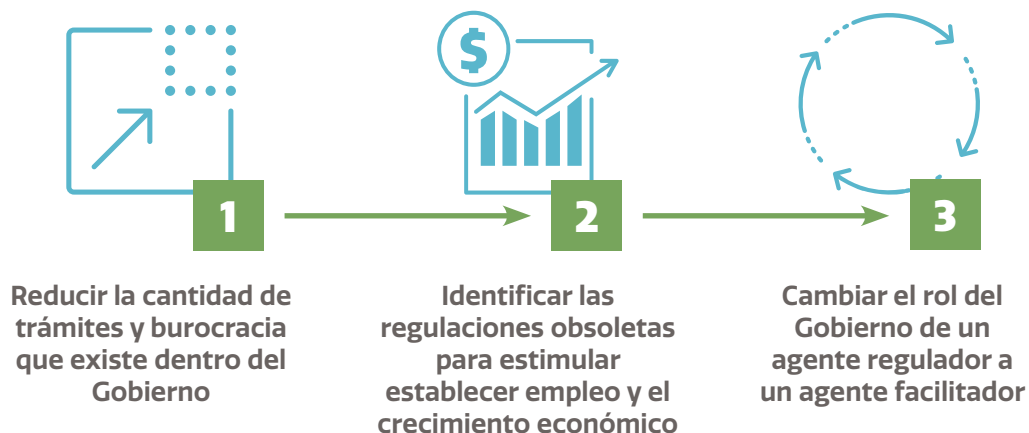 $
1
2
3
Reducir la cantidad de
trámites y burocracia
que existe dentro del
Gobierno
Identificar las
regulaciones obsoletas
para estimular
establecer empleo y el
crecimiento económico
Cambiar el rol del
Gobierno de un
agente regulador a
un agente facilitador